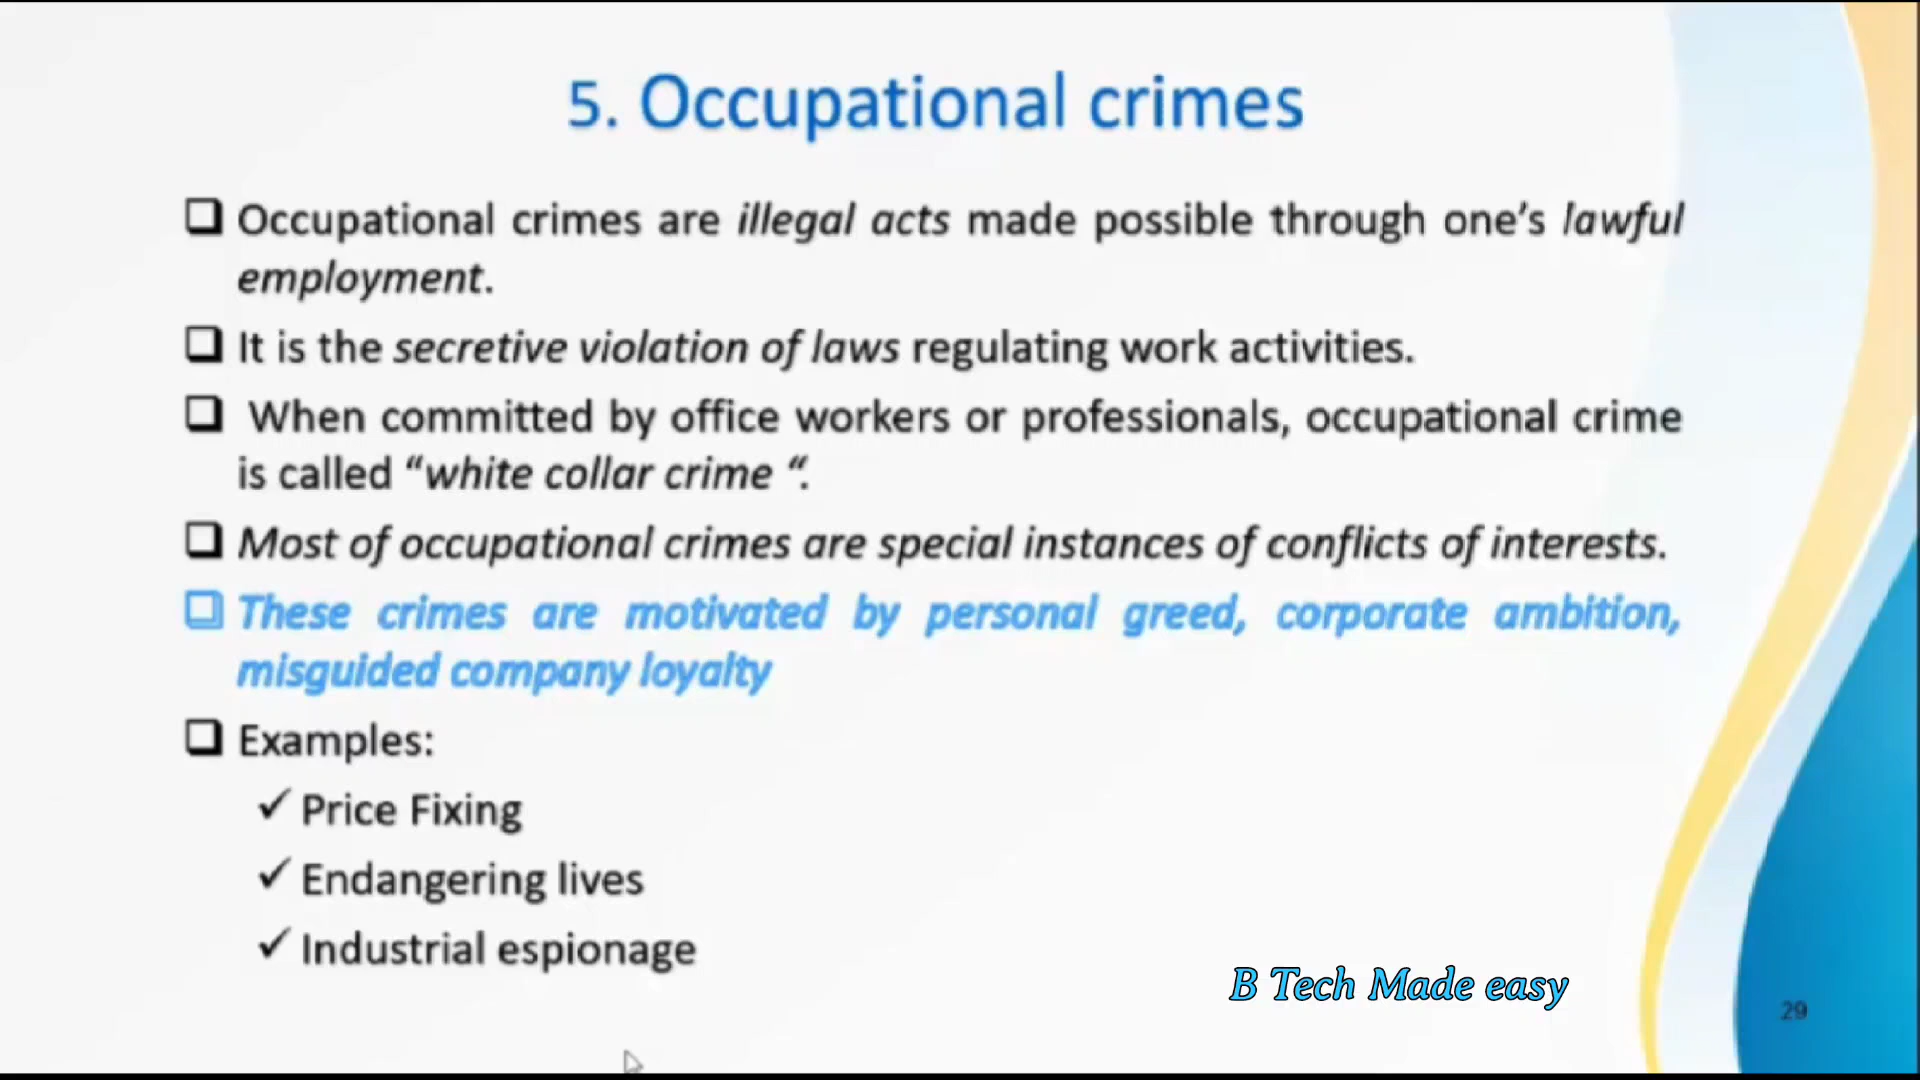 5. Occupational crimes
❑ Occupational crimes are illegal acts made possible through one’s lawful
employment.
❑ It is the secretive violation of laws regulating work activities.
❑ When committed by office workers or professionals, occupational crime
is called “white collar crime “.
❑ Most of occupational crimes are special instances of conflicts of interests.
❑ These crimes are motivated by personal greed, corporate ambition,
misguided company loyalty
❑ Examples:
✓ Price Fixing
✓ Endangering lives
✓ Industrial espionage
B Tech Made easy
29